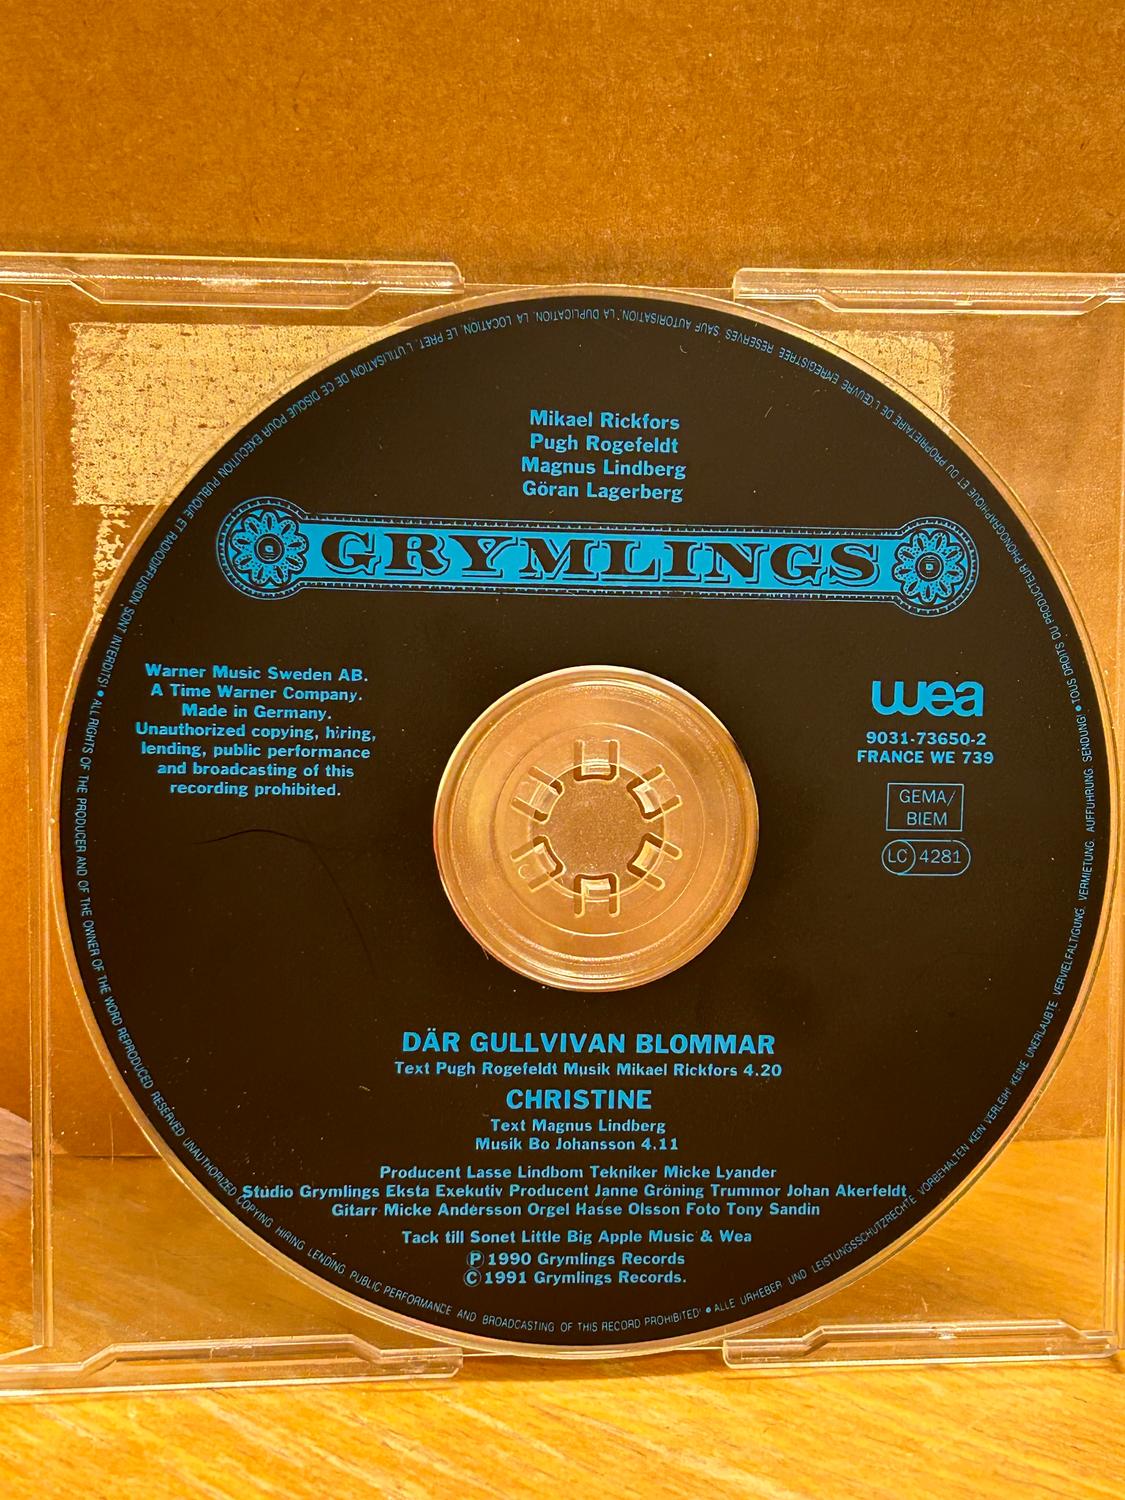 Mikael Rickfors
Pugh Rogefeldt
Magnus Lindberg
Göran Lagerberg
GRYMLINGS
Warner Music Sweden AB.
A Time Warner Company.
Made in Germany.
Unauthorized copying, hiring,
lending, public performance
and broadcasting of this
recording prohibited.
wea
9031-73650-2
FRANCE WE 739
GEMA/
BIEM
LC 4281
DÄR GULLVIVAN BLOMMAR
Text Pugh Rogefeldt Musik Mikael Rickfors 4.20
CHRISTINE
Text Magnus Lindberg
Musik Bo Johansson 4.11
Producent Lasse Lindbom Tekniker Micke Lyander
Studio Grymlings Eksta Exekutiv Producent Janne Gröning Trummor Johan Akerfeldt
Gitarr Micke Andersson Orgel Hasse Olsson Foto Tony Sandin
Tack till Sonet Little Big Apple Music & Wea
Ⓟ 1990 Grymlings Records
© 1991 Grymlings Records.
• ALL RIGHTS OF THE PRODUCER AND OF THE OWNER OF THE WORD REPRODUCED RESERVED UNAUTHORIZED COPYING HIRING LENDING PUBLIC PERFORMANCE AND BROADCASTING OF THIS RECORD PROHIBITED!
• ALLE URHEBER UND LEISTUNGSSCHUTZRECHTE VORBEHALTEN KEIN VERLEIH! KEINE UNERLAUBTE VERVIELFALTIGUNG, VERMIETUNG, AUFFUHRUNG, SENDUNG!
• TOUS DROITS DU PRODUCTEUR PHONOGRAPHIQUE ET DU PROPRIETAIRE DE L'ŒUVRE ENREGISTREE RESERVES. SAUF AUTORISATION, LA DUPLICATION, LA LOCATION, LE PRET, L'UTILISATION DE CE DISQUE POUR EXECUTION PUBLIQUE ET RADIODIFFUSION SONT INTERDITS!